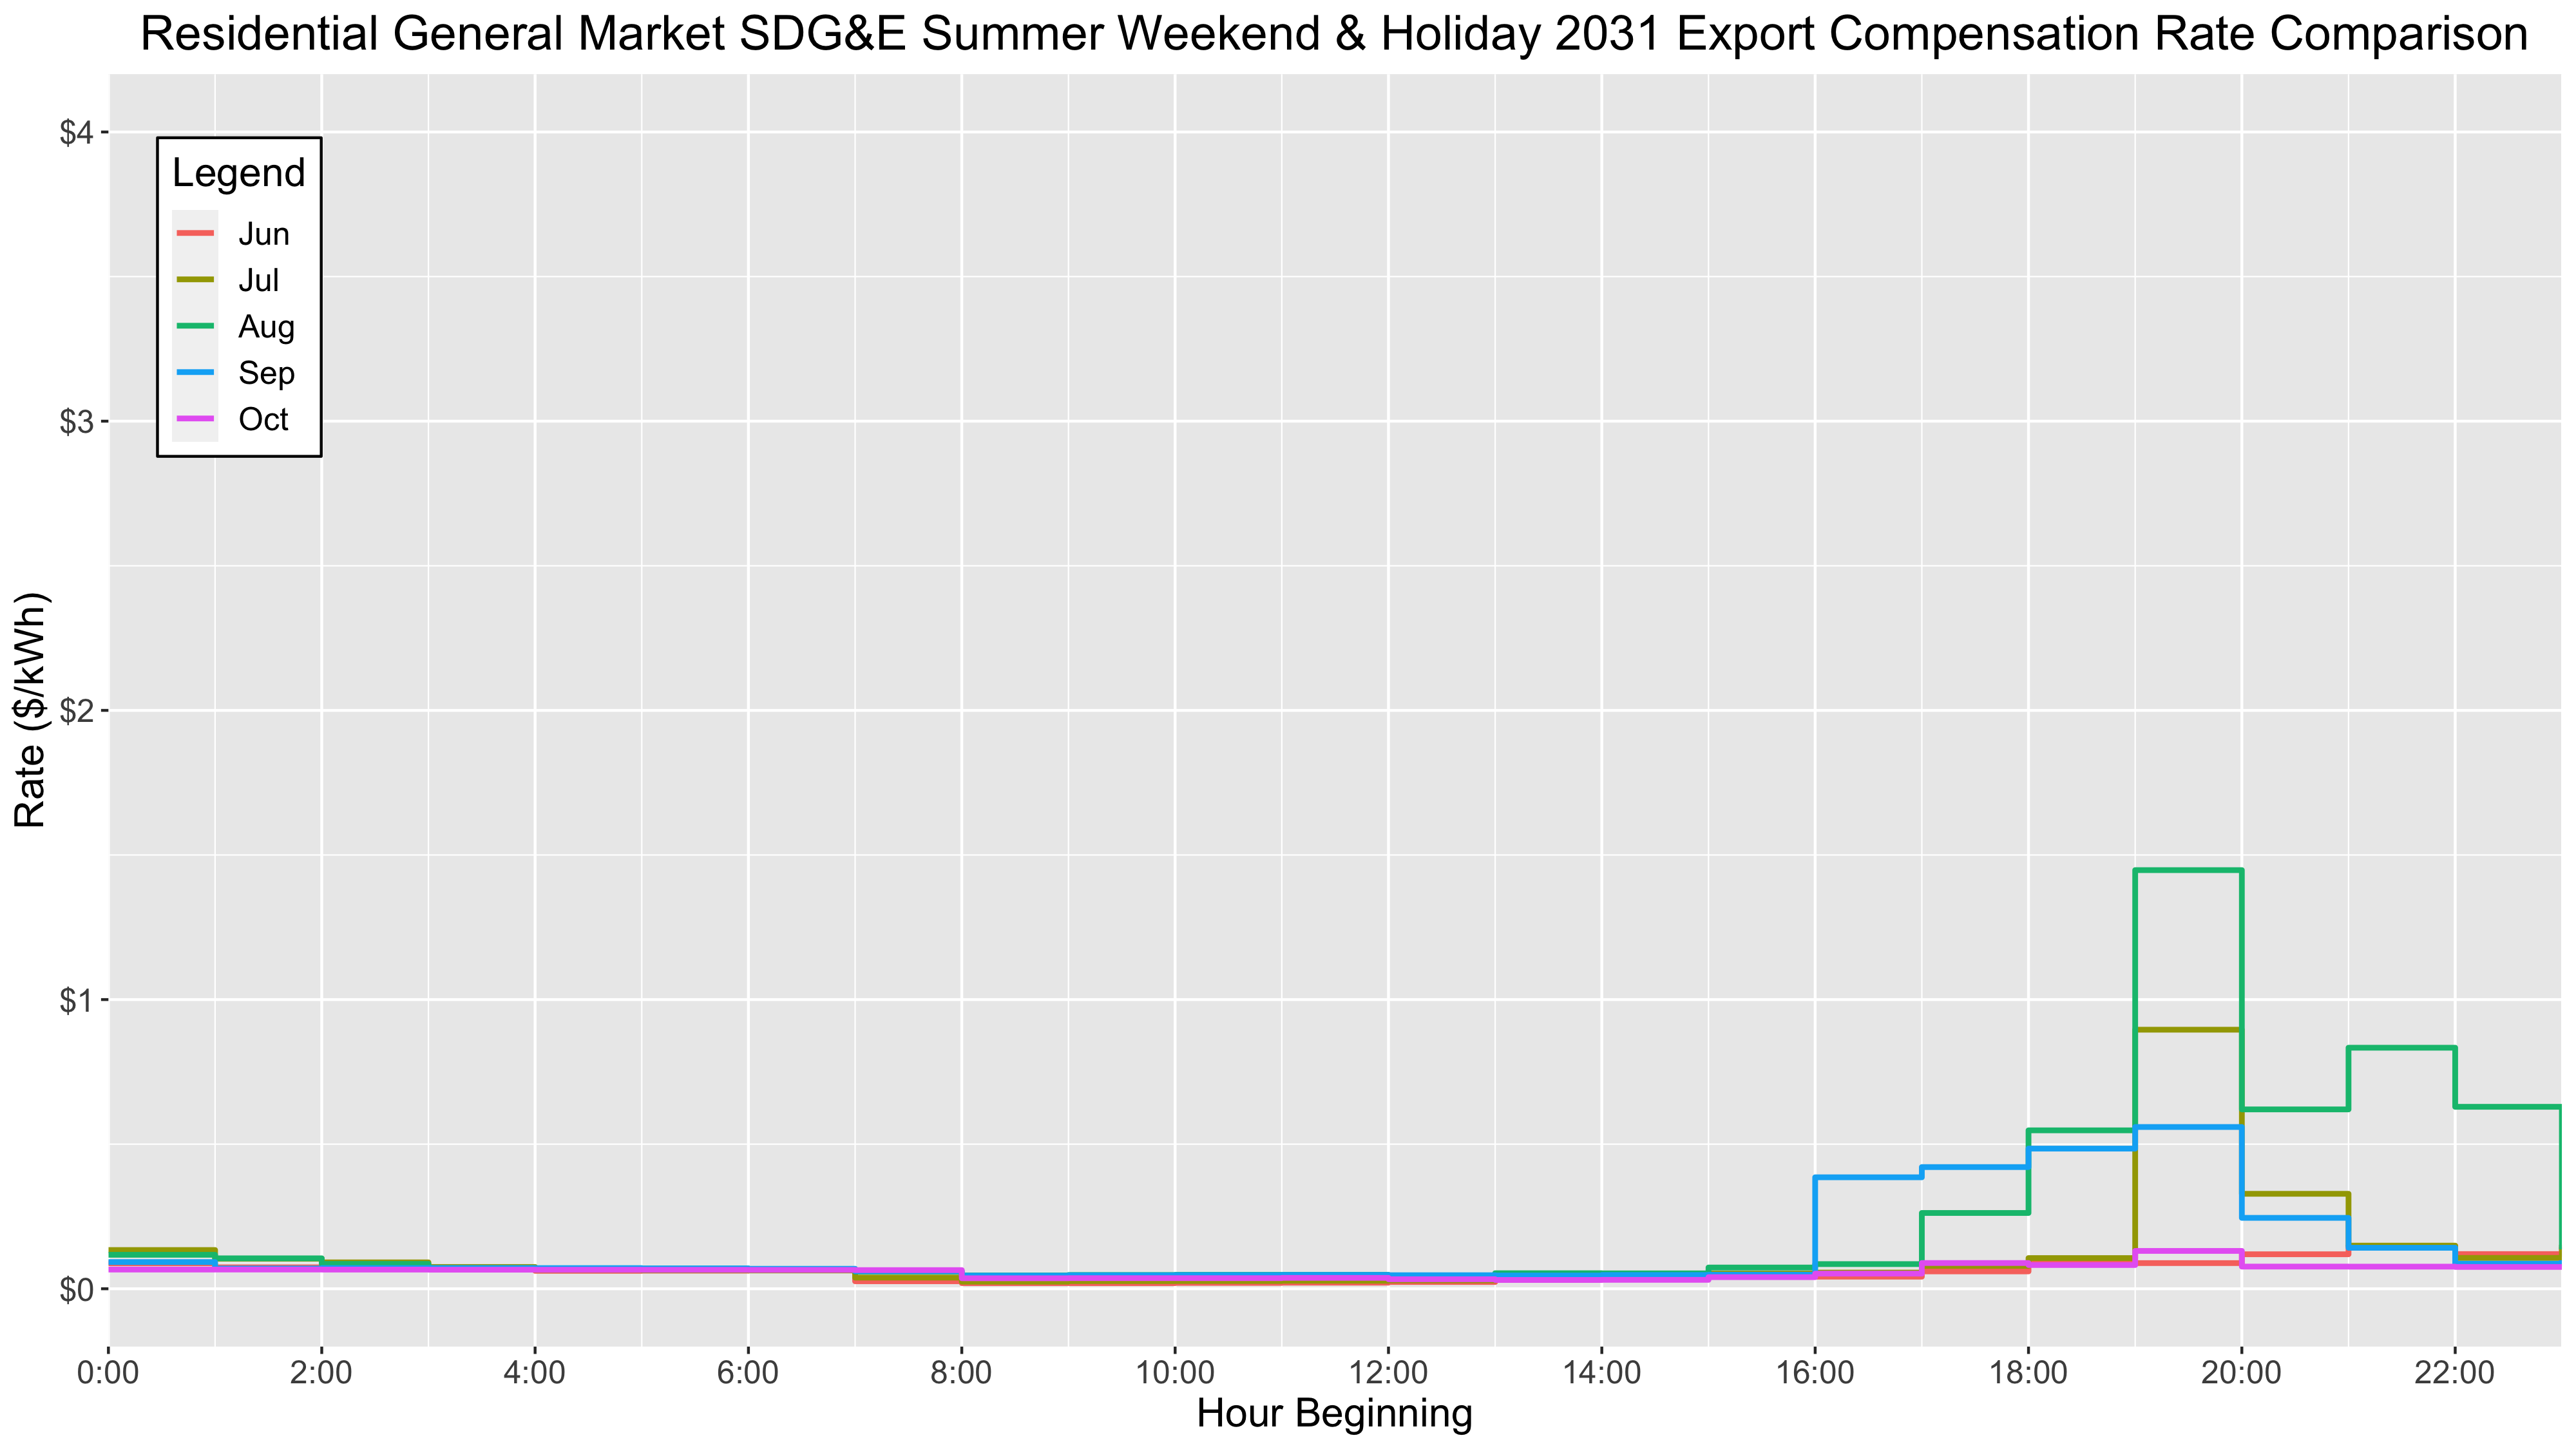 Residential General Market SDG&E Summer Weekend & Holiday 2031 Export Compensation Rate Comparison
$4
Legend
Jun
Jul
Aug
Sep
Oct
$3
Rate ($/kWh)
$2
$1
$0
0:00 2:00 4:00 6:00 8:00 10:00 12:00 14:00 16:00 18:00 20:00 22:00
Hour Beginning